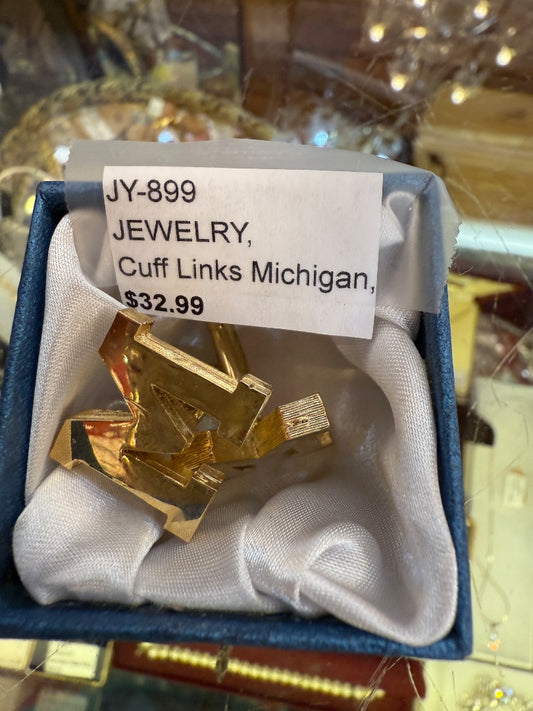 JY-899
JEWELRY,
Cuff Links Michigan,
$32.99